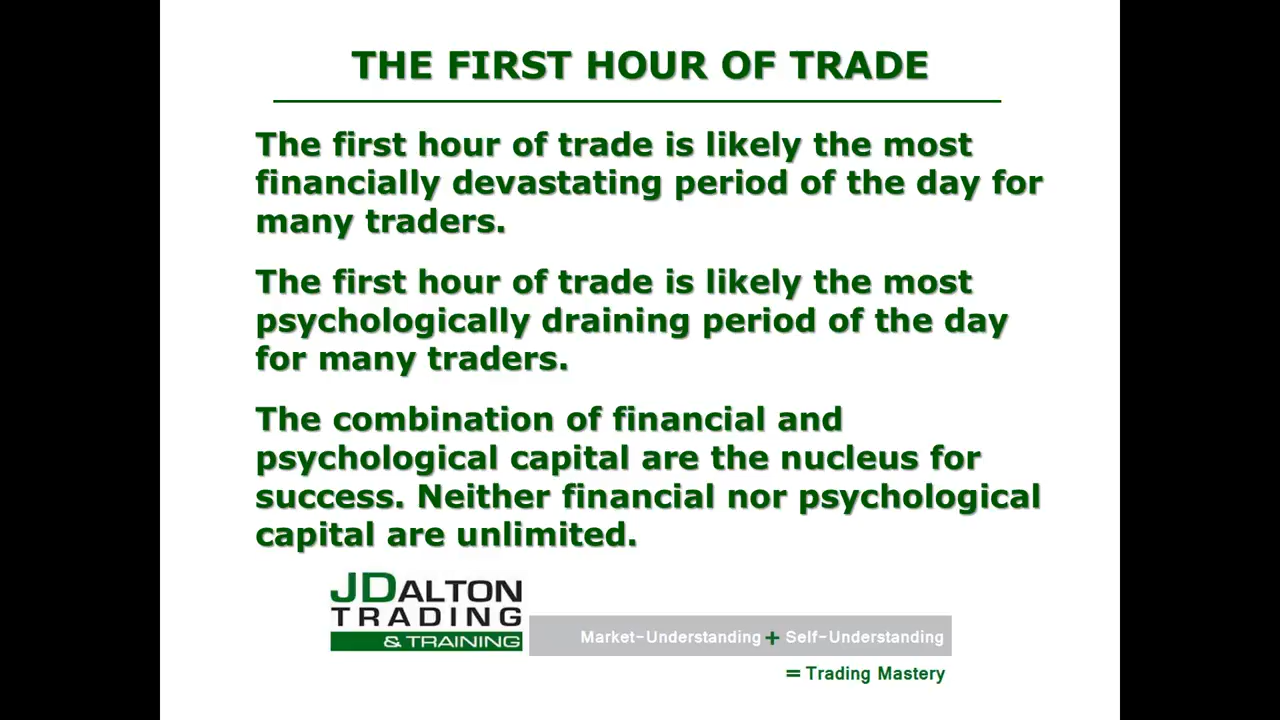 THE FIRST HOUR OF TRADE
The first hour of trade is likely the most
financially devastating period of the day for
many traders.
The first hour of trade is likely the most
psychologically draining period of the day
for many traders.
The combination of financial and
psychological capital are the nucleus for
success. Neither financial nor psychological
capital are unlimited.
JDALTON
TRADING
& TRAINING
Market-Understanding + Self-Understanding
= Trading Mastery